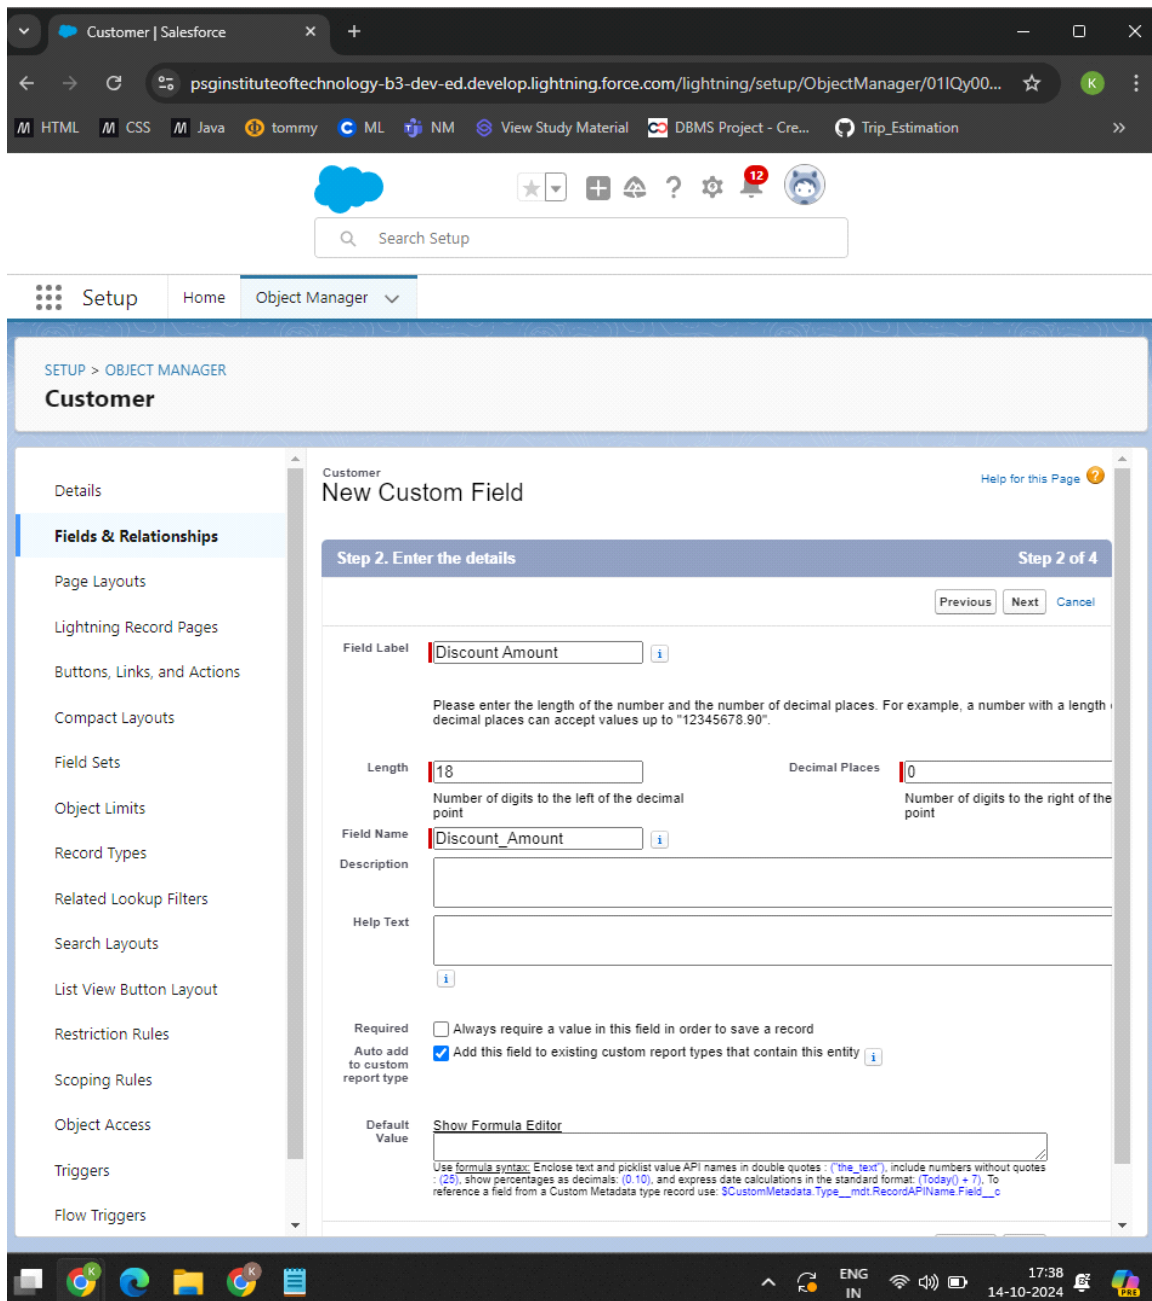 Customer | Salesforce
psginstituteoftechnology-b3-dev-ed.develop.lightning.force.com/lightning/setup/ObjectManager/01IQy00...
K
HTML CSS Java tommy ML NM View Study Material DBMS Project - Cre... Trip_Estimation
12
Search Setup
Setup Home Object Manager
SETUP > OBJECT MANAGER
Customer
Details
Fields & Relationships
Page Layouts
Lightning Record Pages
Buttons, Links, and Actions
Compact Layouts
Field Sets
Object Limits
Record Types
Related Lookup Filters
Search Layouts
List View Button Layout
Restriction Rules
Scoping Rules
Object Access
Triggers
Flow Triggers
Customer
New Custom Field
Help for this Page
Step 2. Enter the details Step 2 of 4
Previous Next Cancel
Field Label Discount Amount
Please enter the length of the number and the number of decimal places. For example, a number with a length
decimal places can accept values up to "12345678.90".
Length 18 Decimal Places 0
Number of digits to the left of the decimal
point
Number of digits to the right of the
point
Field Name Discount_Amount
Description
Help Text
Required Always require a value in this field in order to save a record
Auto add
to custom
report type
Add this field to existing custom report types that contain this entity
Default
Value
Show Formula Editor
Use formula syntax: Enclose text and picklist value API names in double quotes : ("the_text"), include numbers without quotes
: (25), show percentages as decimals: (0.10), and express date calculations in the standard format: (Today() + 7). To
reference a field from a Custom Metadata type record use: $CustomMetadata.Type__mdt.RecordAPIName.Field__c
K
K
ENG
IN
17:38
14-10-2024
PRE